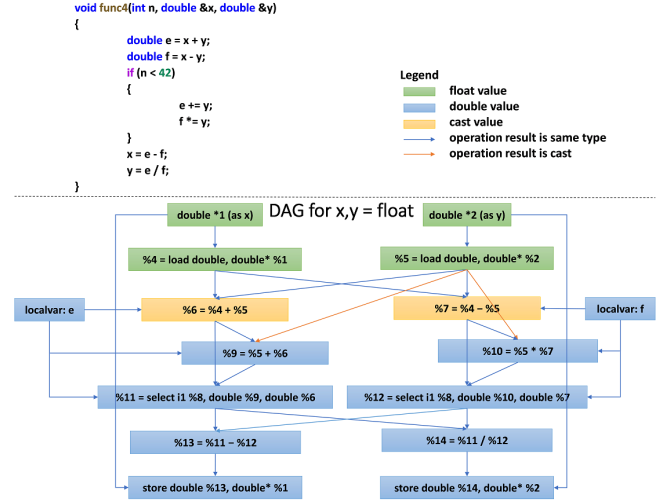 void func4(int n, double &x, double &y)
{
double e = x + y;
double f = x - y;
if (n < 42)
{
e += y;
f *= y;
}
x = e - f;
y = e / f;
}
Legend
float value
double value
cast value
operation result is same type
operation result is cast
DAG for x,y = float
double *1 (as x)
double *2 (as y)
%4 = load double, double* %1
%5 = load double, double* %2
localvar: e
%6 = %4 + %5
%7 = %4 – %5
localvar: f
%9 = %5 + %6
%10 = %5 * %7
%11 = select i1 %8, double %9, double %6
%12 = select i1 %8, double %10, double %7
%13 = %11 – %12
%14 = %11 / %12
store double %13, double* %1
store double %14, double* %2